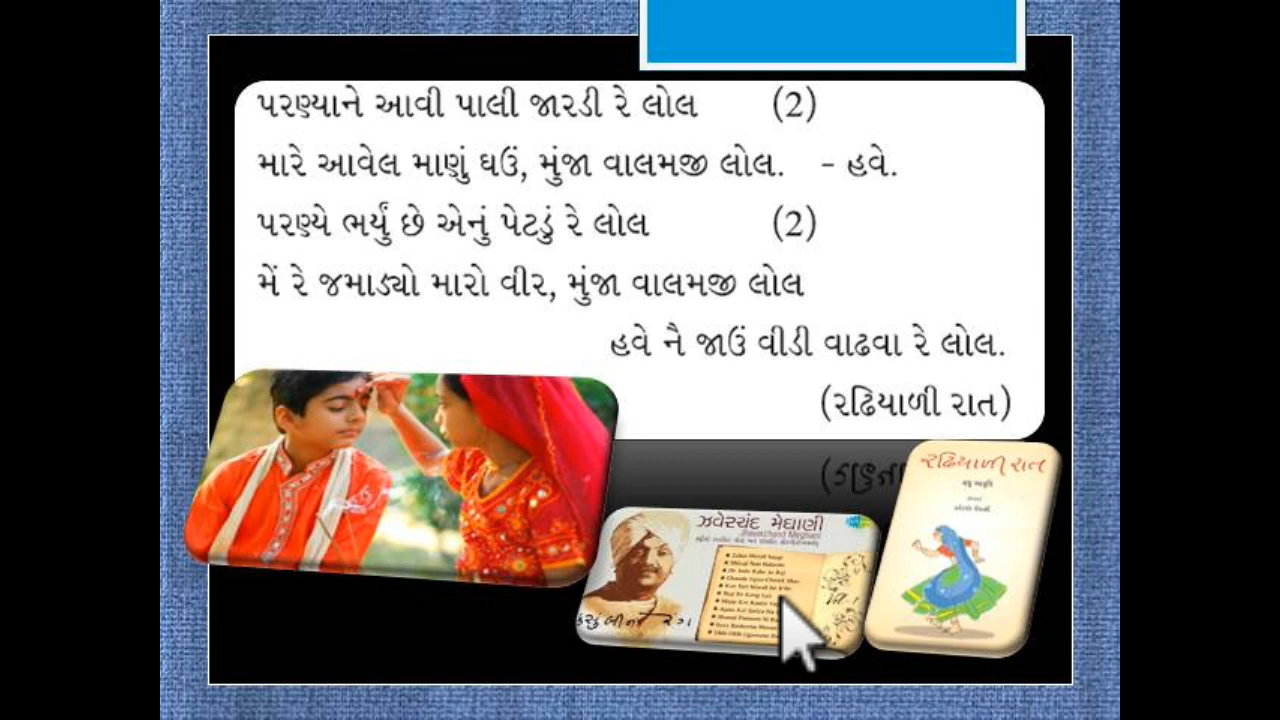 પરણ્યાને આવી પાલી જારડી રે લોલ (2)
મારે આવેલ માણું ઘઉં, મુંજા વાલમજી લોલ. - હવે.
પરણ્યે ભર્યું છે એનું પેટડું રે લોલ (2)
મેં રે જમાડ્યો મારો વીર, મુંજા વાલમજી લોલ
હવે નૈ જાઉં વીડી વાઢવા રે લોલ.
(રઢિયાળી રાત)
રઢિયાળી રાત
ઝવેરચંદ મેઘાણી
Jhaverchand Meghani